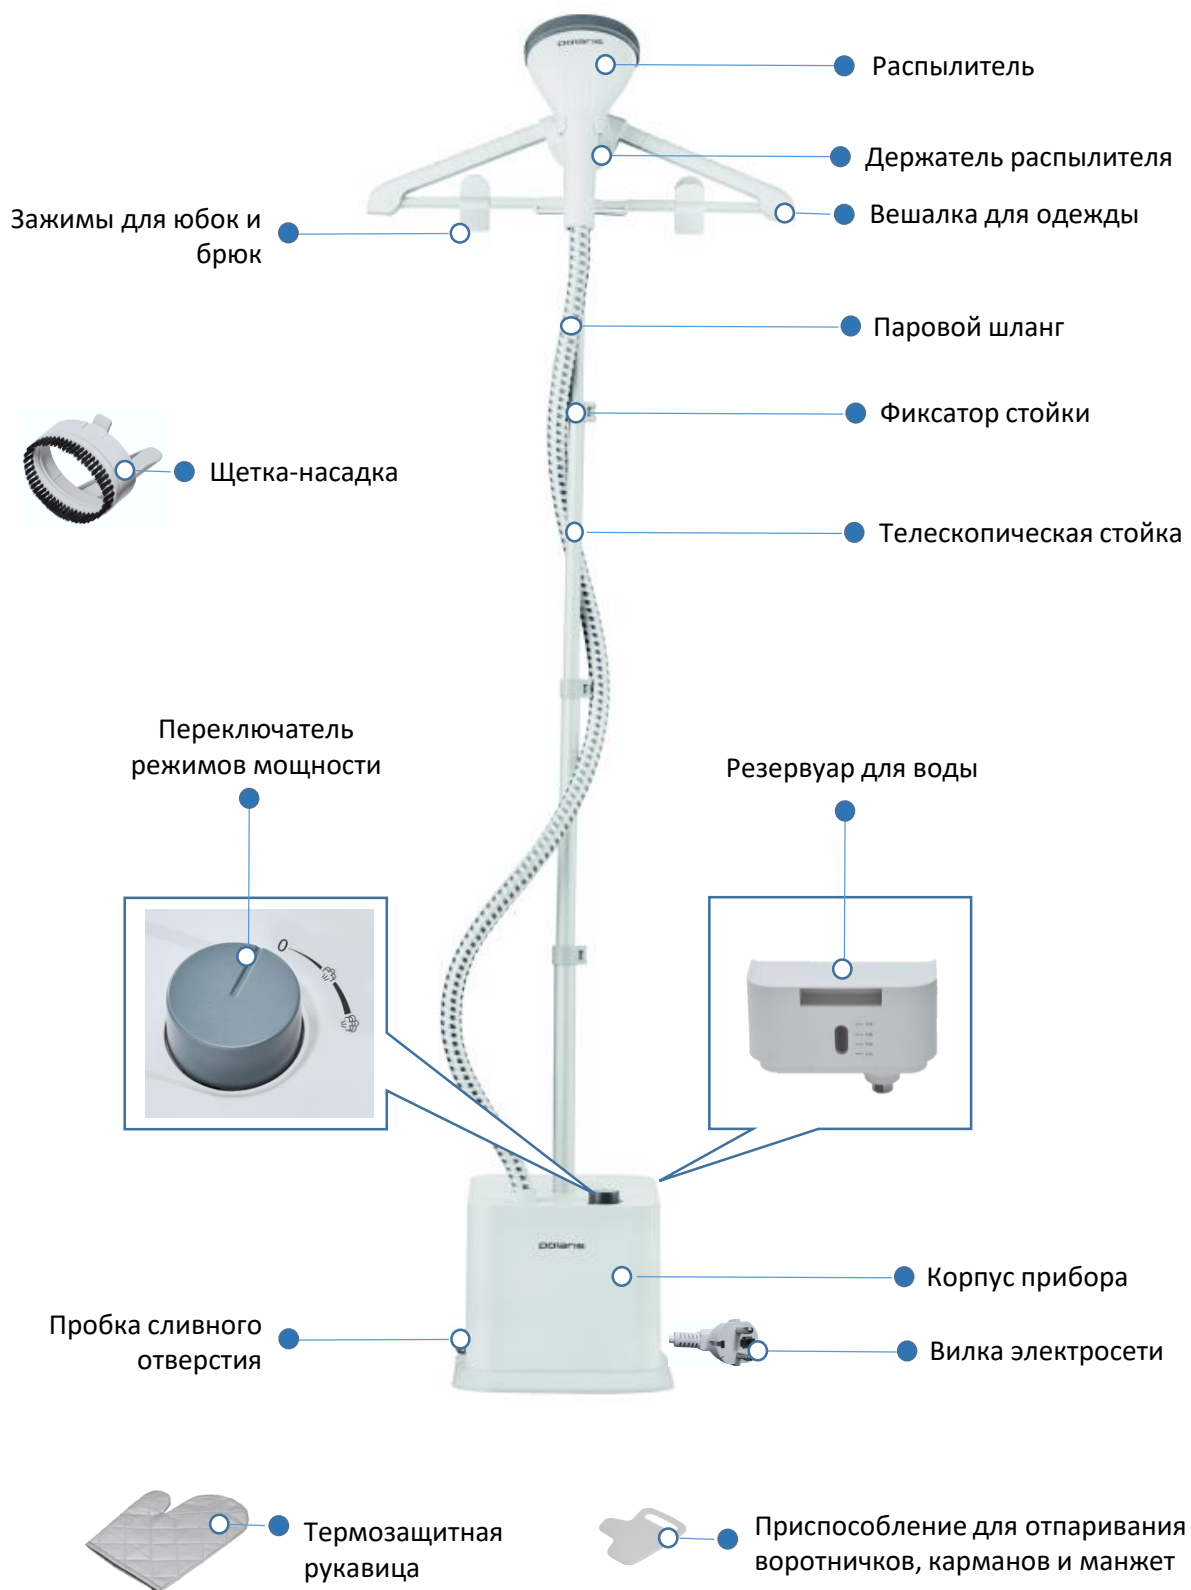 polaris
Распылитель
Держатель распылителя
Вешалка для одежды
Зажимы для юбок и
брюк
Паровой шланг
Фиксатор стойки
Щетка-насадка
Телескопическая стойка
Переключатель
режимов мощности
Резервуар для воды
0
polaris
Корпус прибора
Пробка сливного
отверстия
Вилка электросети
Термозащитная
рукавица
Приспособление для отпаривания
воротничков, карманов и манжет